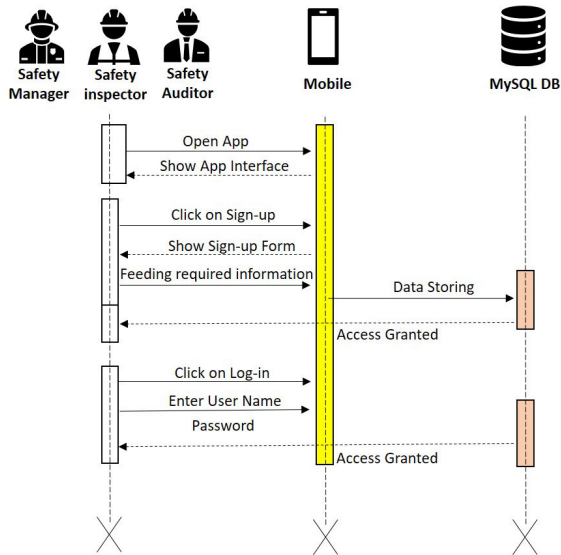 Safety
Manager
Safety
inspector
Safety
Auditor
Mobile
MySQL DB
Open App
Show App Interface
Click on Sign-up
Show Sign-up Form
Feeding required information
Data Storing
Access Granted
Click on Log-in
Enter User Name
Password
Access Granted